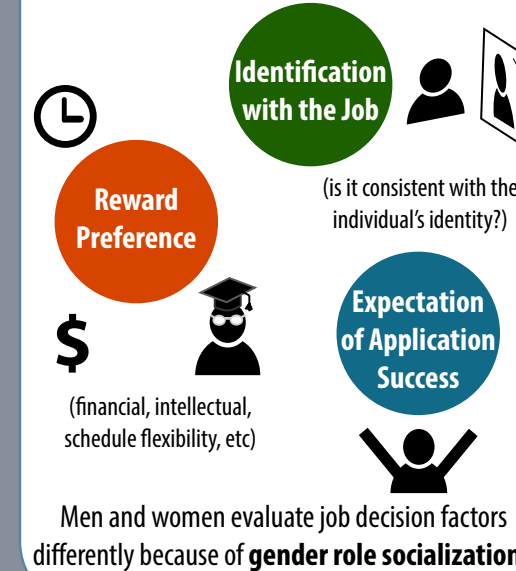 Identification
with the Job
(is it consistent with the
individual's identity?)
Reward
Preference
$
(financial, intellectual,
schedule flexibility, etc)
Expectation
of Application
Success
Men and women evaluate job decision factors
differently because of gender role socialization